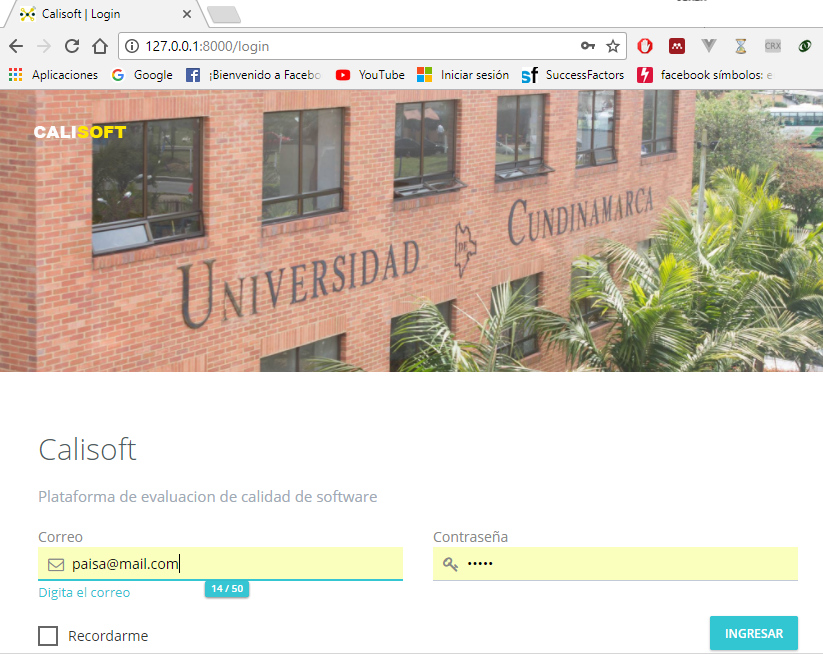 Calisoft | Login
127.0.0.1:8000/login
CRX
Aplicaciones
Google
¡Bienvenido a Facebo
YouTube
Iniciar sesión
SuccessFactors
facebook símbolos: e
CALISOFT
UNIVERSIDAD DE CUNDINAMARCA
Calisoft
Plataforma de evaluacion de calidad de software
Correo
Contraseña
paisa@mail.com
•••••
Digita el correo
14 / 50
Recordarme
INGRESAR